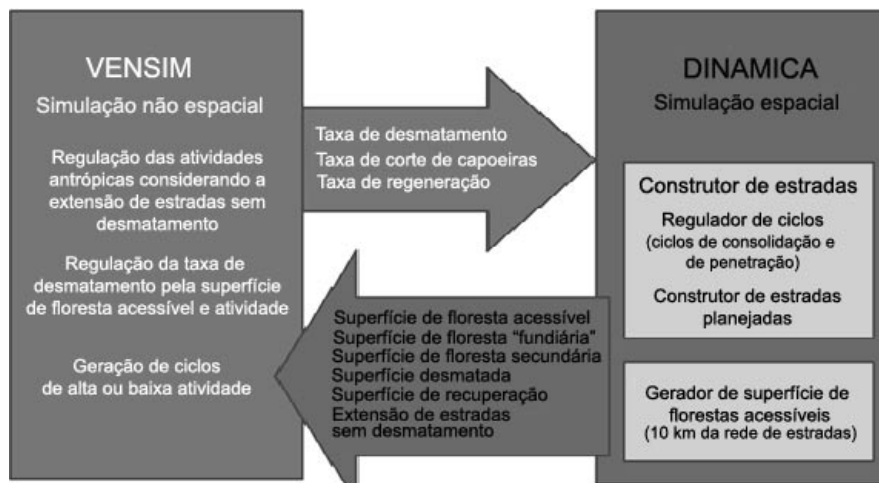 VENSIM
Simulação não espacial
Regulação das atividades
antrópicas considerando a
extensão de estradas sem
desmatamento
Regulação da taxa de
desmatamento pela superfície
de floresta acessível e atividade
Geração de ciclos
de alta ou baixa atividade
Taxa de desmatamento
Taxa de corte de capoeiras
Taxa de regeneração
Superfície de floresta acessível
Superfície de floresta "fundiária"
Superfície de floresta secundária
Superfície desmatada
Superfície de recuperação
Extensão de estradas
sem desmatamento
DINAMICA
Simulação espacial
Construtor de estradas
Regulador de ciclos
(ciclos de consolidação e
de penetração)
Construtor de estradas
planejadas
Gerador de superfície de
florestas acessíveis
(10 km da rede de estradas)